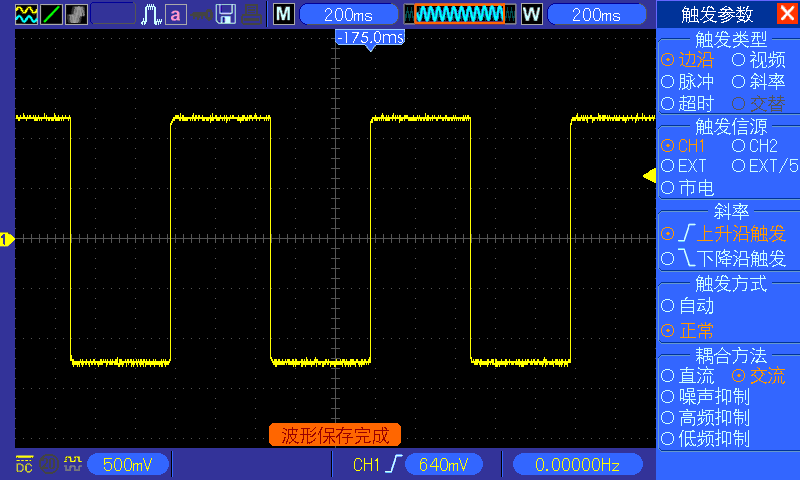 a M 200ms W 200ms 触发参数
-175.0ms
触发类型
边沿 视频
脉冲 斜率
超时 交替
触发信源
CH1 CH2
EXT EXT/5
市电
斜率
上升沿触发
下降沿触发
触发方式
自动
正常
耦合方法
直流 交流
噪声抑制
高频抑制
低频抑制
1
波形保存完成
DC 500mV CH1 640mV 0.00000Hz